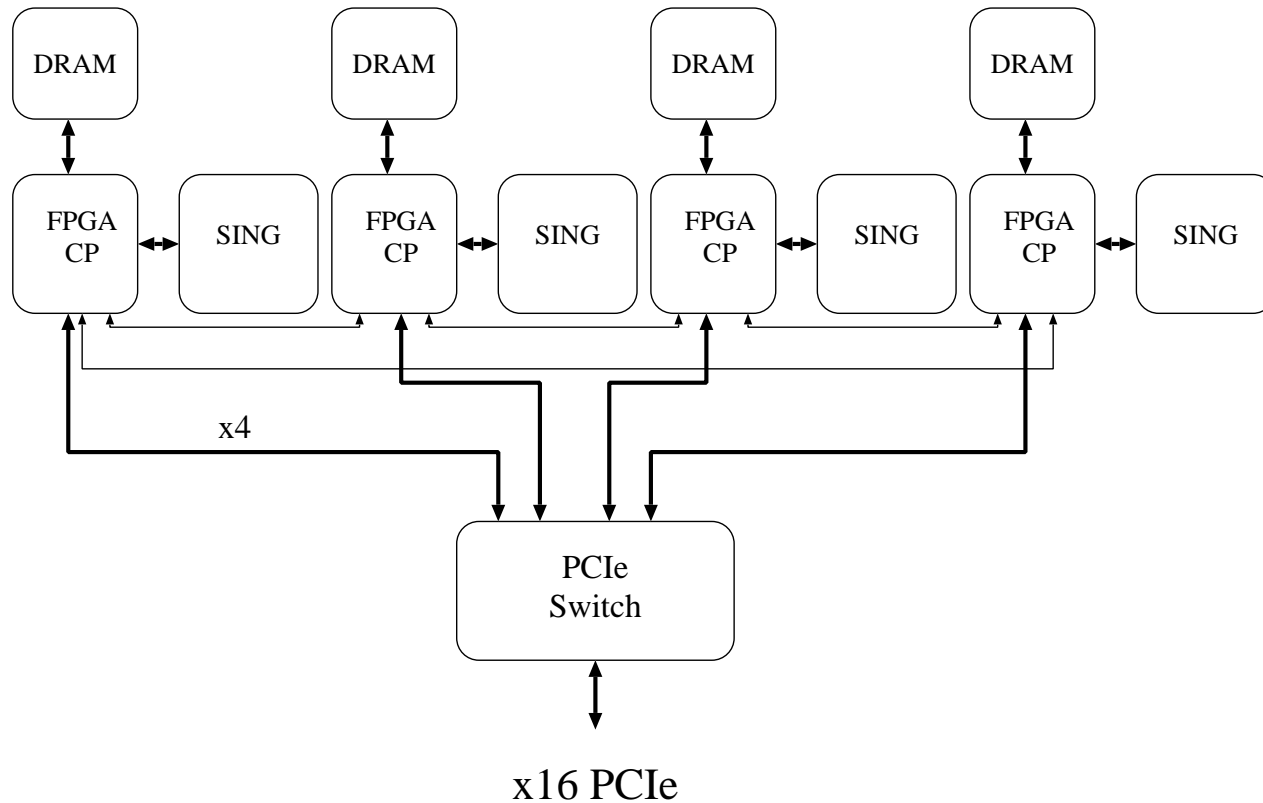 DRAM
DRAM
DRAM
DRAM
FPGA
CP
SING
FPGA
CP
SING
FPGA
CP
SING
FPGA
CP
SING
x4
PCIe
Switch
x16 PCIe